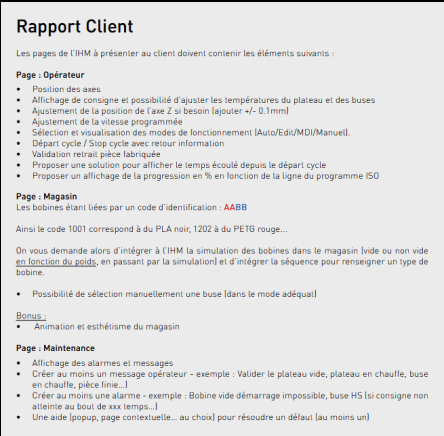 Rapport Client
Les pages de l'IHM à présenter au client doivent contenir les éléments suivants :
Page : Opérateur
• Position des axes
• Affichage de consigne et possibilité d'ajuster les températures du plateau et des buses
• Ajustement de la position de l'axe Z si besoin (ajouter +/- 0.1mm)
• Ajustement de la vitesse programmée
• Sélection et visualisation des modes de fonctionnement (Auto/Edit/MDI/Manuel).
• Départ cycle / Stop cycle avec retour information
• Validation retrait pièce fabriquée
• Proposer une solution pour afficher le temps écoulé depuis le départ cycle
• Proposer un affichage de la progression en % en fonction de la ligne du programme ISO
Page : Magasin
Les bobines étant liées par un code d'identification : AABB
Ainsi le code 1001 correspond à du PLA noir, 1202 à du PETG rouge...
On vous demande alors d'intégrer à l'IHM la simulation des bobines dans le magasin (vide ou non vide
en fonction du poids, en passant par la simulation) et d'intégrer la séquence pour renseigner un type de
bobine.
• Possibilité de sélection manuellement une buse (dans le mode adéquat)
Bonus :
• Animation et esthétisme du magasin
Page : Maintenance
• Affichage des alarmes et messages
• Créer au moins un message opérateur - exemple : Valider le plateau vide, plateau en chauffe, buse
en chauffe, pièce finie...)
• Créer au moins une alarme - exemple : Bobine vide démarrage impossible, buse HS (si consigne non
atteinte au bout de xxx temps...)
• Une aide (popup, page contextuelle... au choix) pour résoudre un défaut (au moins un)